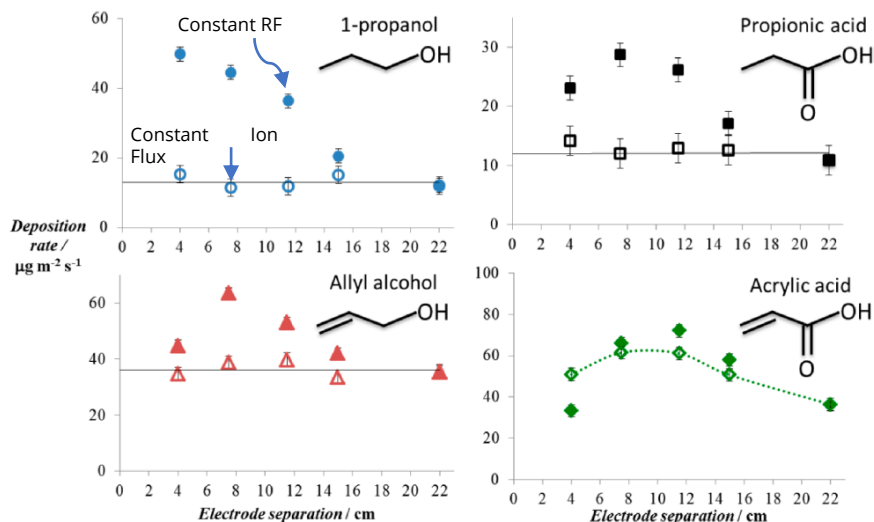 60
Constant RF
1-propanol
OH
40
Constant Ion
Flux
20
0
0 2 4 6 8 10 12 14 16 18 20 22
Propionic acid
30
OH
20
O
10
0
0 2 4 6 8 10 12 14 16 18 20 22
Deposition
rate /
µg m-2 s-1
Allyl alcohol
60
OH
40
20
0
0 2 4 6 8 10 12 14 16 18 20 22
Electrode separation / cm
100
Acrylic acid
80
OH
60
O
40
20
0
0 2 4 6 8 10 12 14 16 18 20 22
Electrode separation / cm